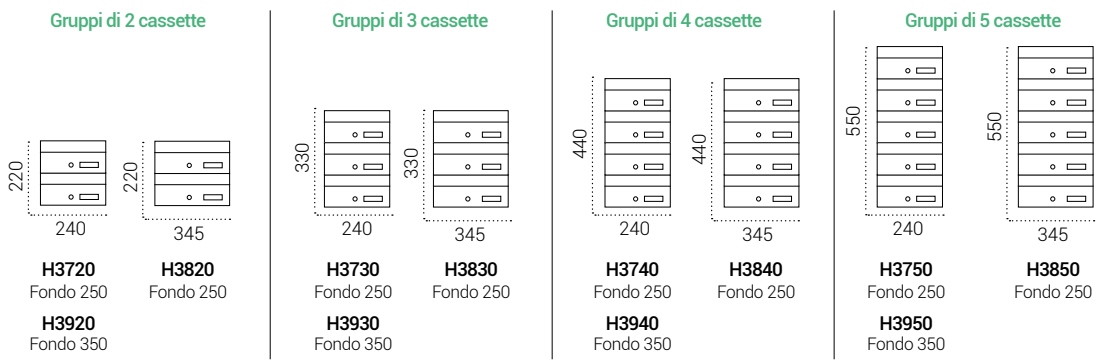 Gruppi di 2 cassette
220
240
220
345
H3720
Fondo 250
H3820
Fondo 250
H3920
Fondo 350
Gruppi di 3 cassette
330
240
330
345
H3730
Fondo 250
H3830
Fondo 250
H3930
Fondo 350
Gruppi di 4 cassette
440
240
440
345
H3740
Fondo 250
H3840
Fondo 250
H3940
Fondo 350
Gruppi di 5 cassette
550
240
550
345
H3750
Fondo 250
H3850
Fondo 250
H3950
Fondo 350